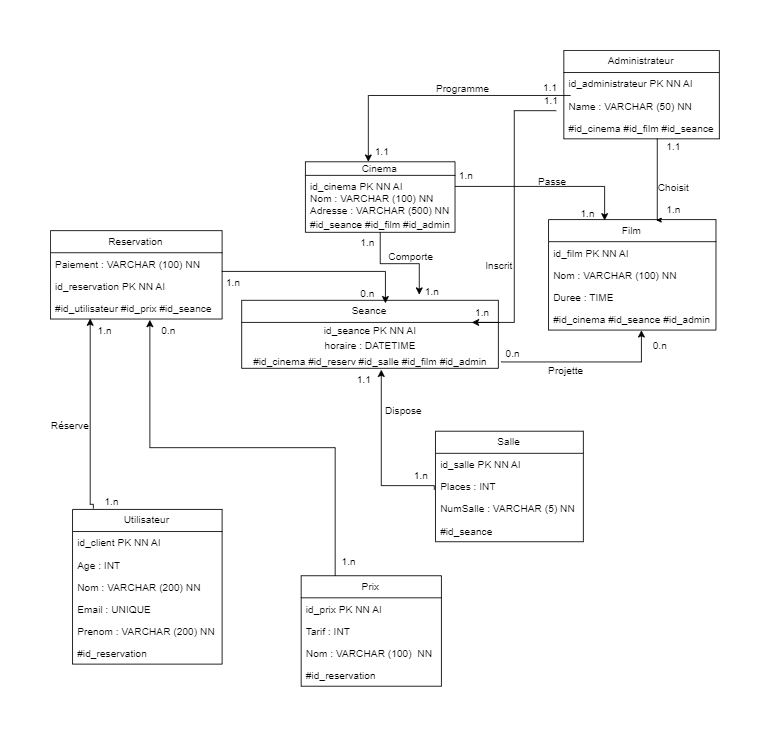 Administrateur
id_administrateur PK NN AI
Name : VARCHAR (50) NN
#id_cinema #id_film #id_seance
Programme
1.1
1.1
1.1
1.1
Cinema
id_cinema PK NN AI
Nom : VARCHAR (100) NN
Adresse : VARCHAR (500) NN
#id_seance #id_film #id_admin
1.n
Passe
1.n
Choisit
1.n
Film
id_film PK NN AI
Nom : VARCHAR (100) NN
Duree : TIME
#id_cinema #id_seance #id_admin
Reservation
Paiement : VARCHAR (100) NN
id_reservation PK NN AI
#id_utilisateur #id_prix #id_seance
1.n
1.n
Comporte
Inscrit
0.n
1.n
1.n
Seance
id_seance PK NN AI
horaire : DATETIME
#id_cinema #id_reserv #id_salle #id_film #id_admin
1.n
0.n
0.n
0.n
Projette
1.1
Dispose
Réserve
Salle
id_salle PK NN AI
Places : INT
NumSalle : VARCHAR (5) NN
#id_seance
1.n
1.n
Utilisateur
id_client PK NN AI
Age : INT
Nom : VARCHAR (200) NN
Email : UNIQUE
Prenom : VARCHAR (200) NN
#id_reservation
1.n
Prix
id_prix PK NN AI
Tarif : INT
Nom : VARCHAR (100) NN
#id_reservation